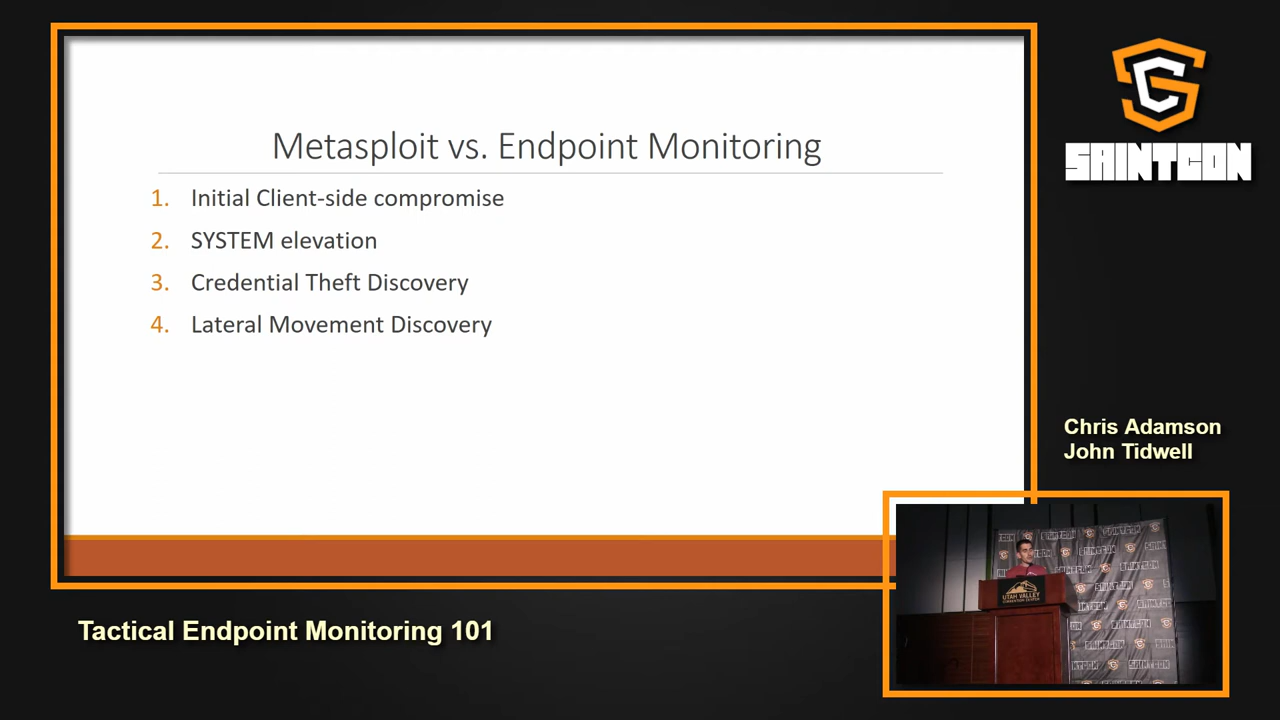 Metasploit vs. Endpoint Monitoring
1. Initial Client-side compromise
2. SYSTEM elevation
3. Credential Theft Discovery
4. Lateral Movement Discovery
SAINTCON
Chris Adamson
John Tidwell
UTAH VALLEY
Tactical Endpoint Monitoring 101